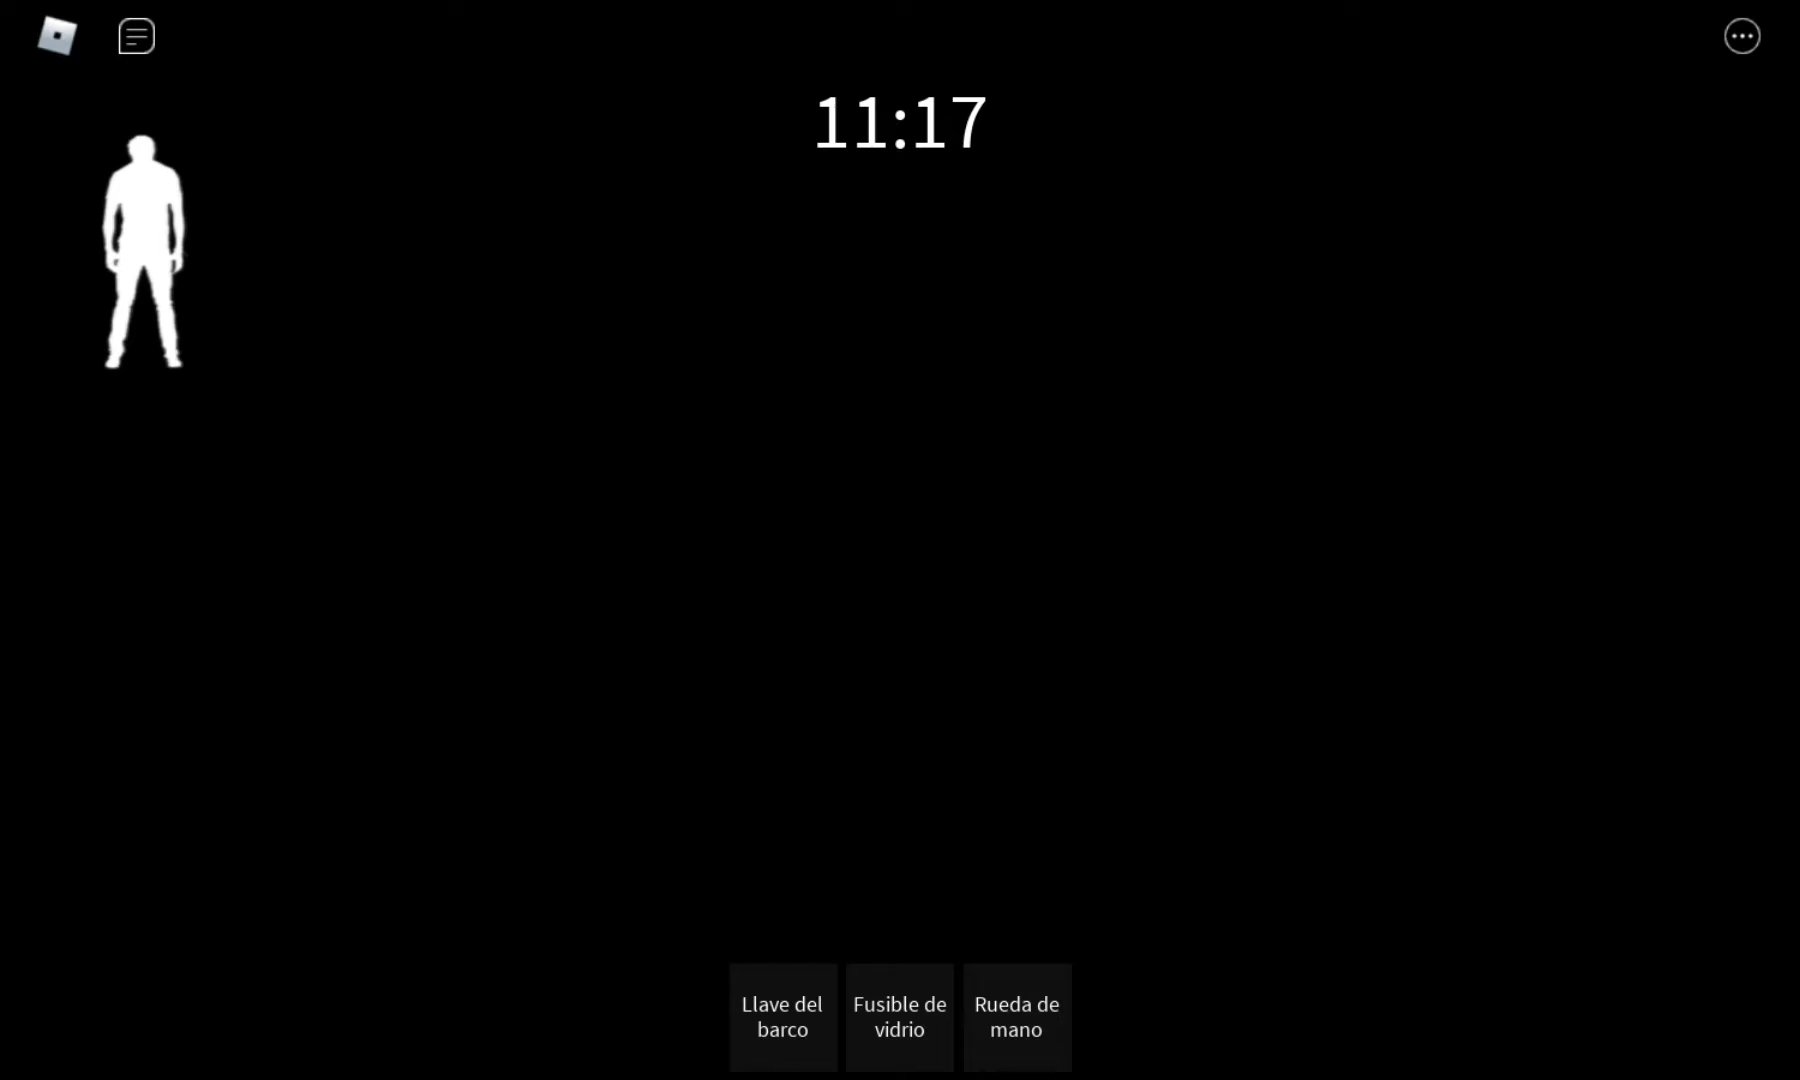 11:17
Llave del
barco
Fusible de
vidrio
Rueda de
mano